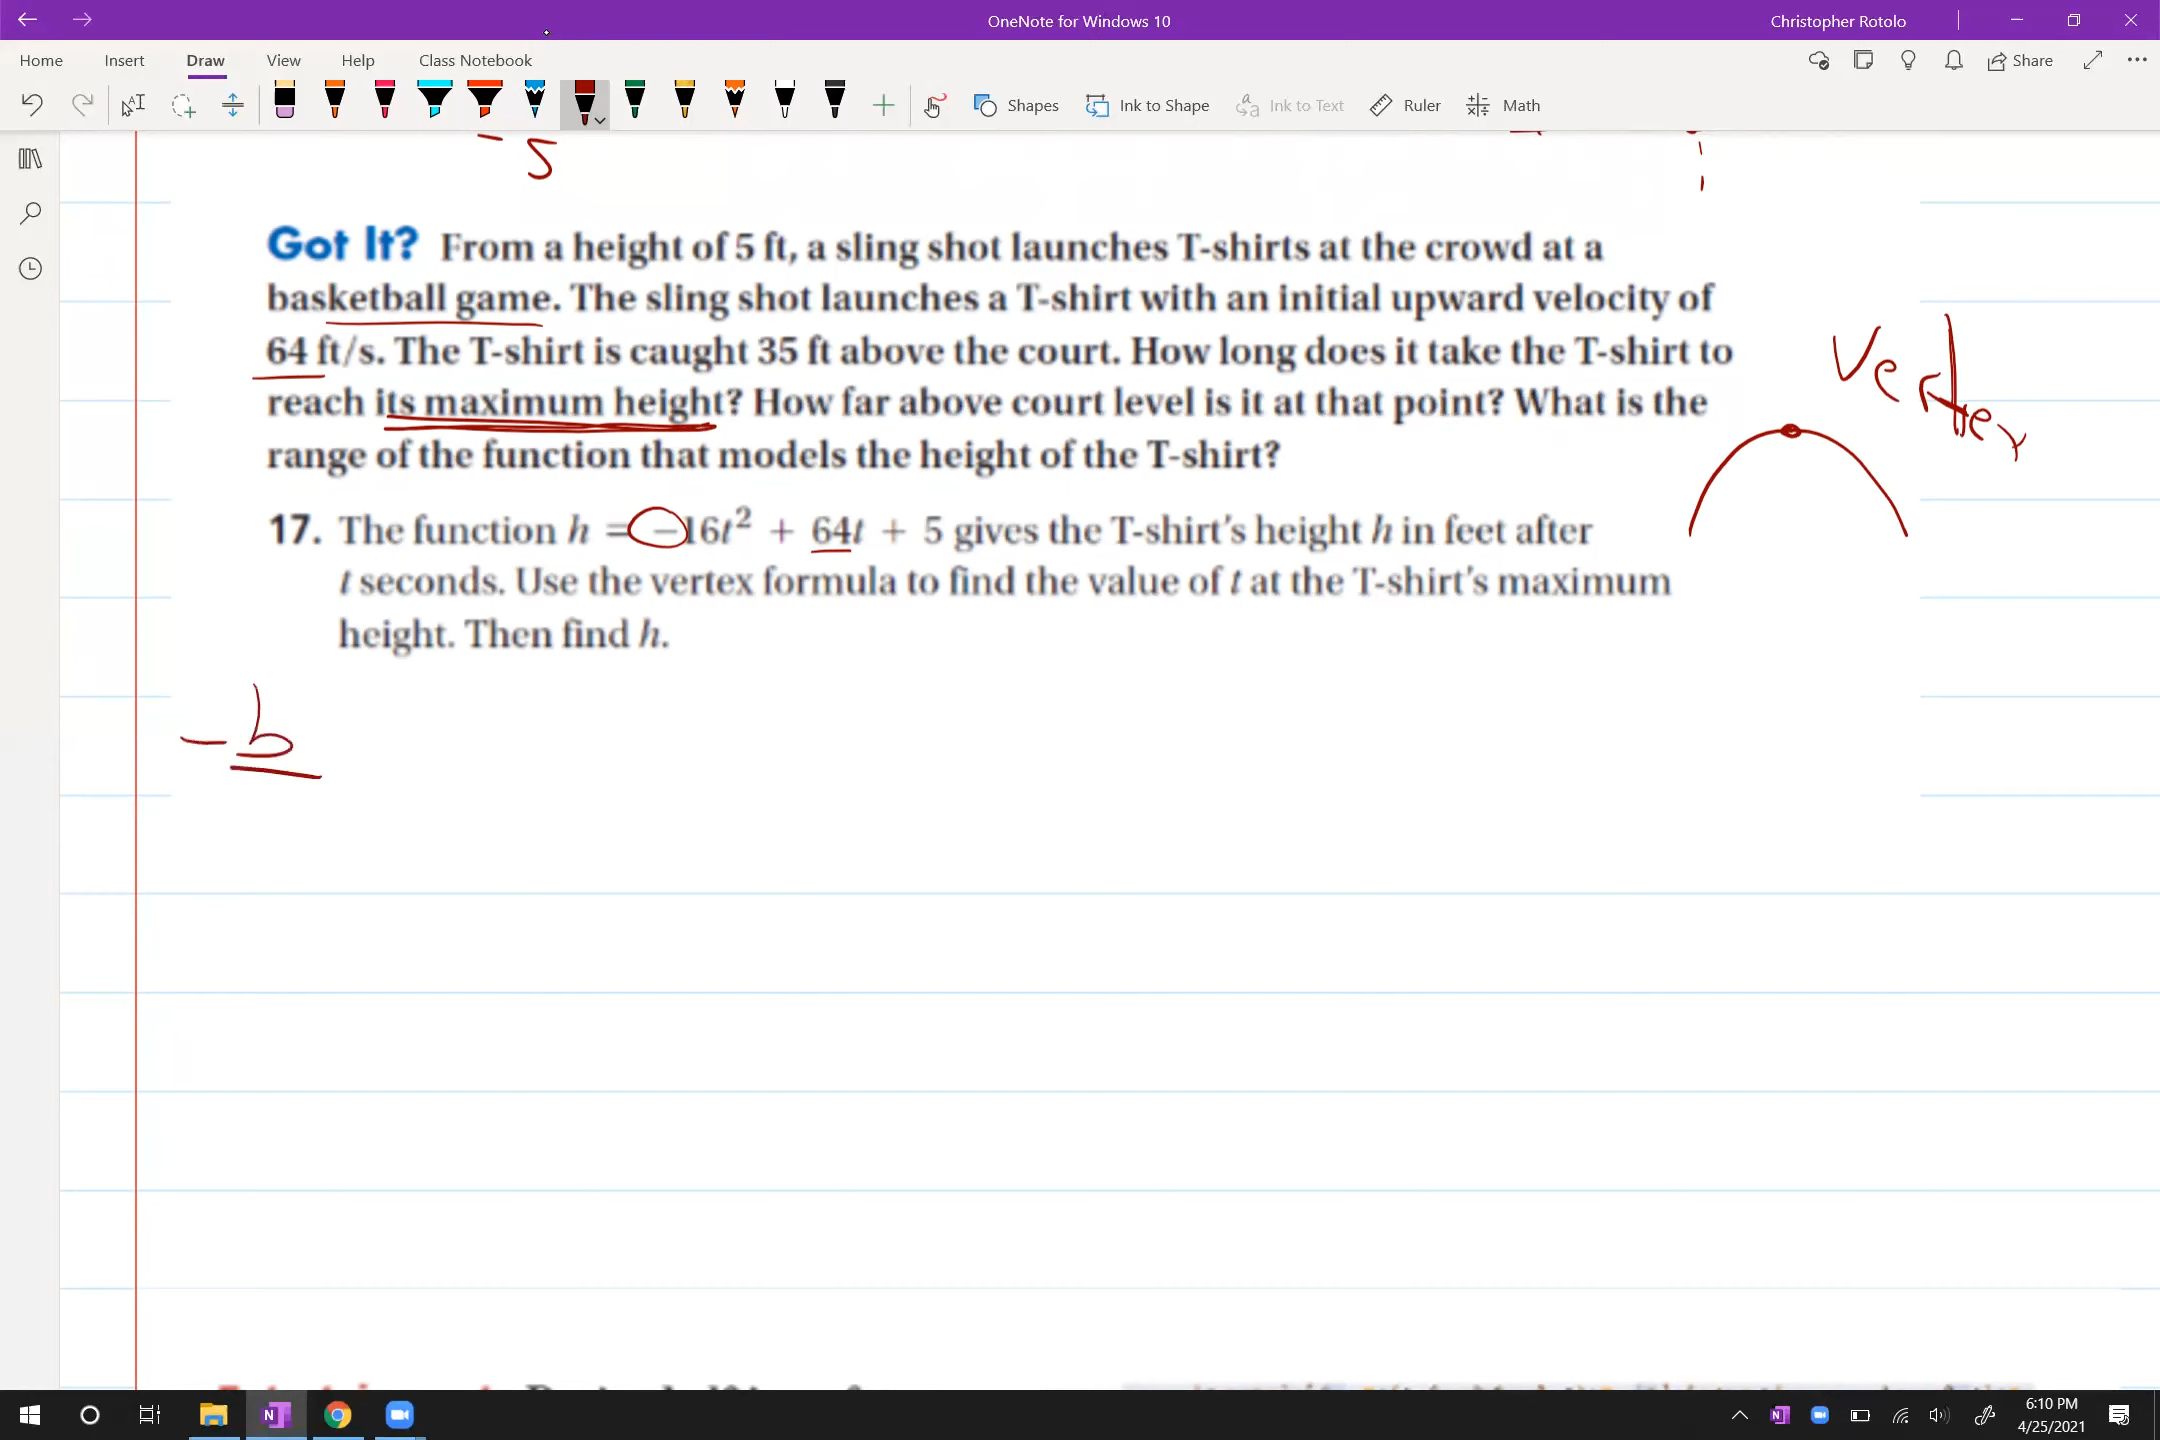 OneNote for Windows 10
Christopher Rotolo
Home Insert Draw View Help Class Notebook
Share
Shapes Ink to Shape Ink to Text Ruler Math
- 5
Got It? From a height of 5 ft, a sling shot launches T-shirts at the crowd at a
basketball game. The sling shot launches a T-shirt with an initial upward velocity of
64 ft/s. The T-shirt is caught 35 ft above the court. How long does it take the T-shirt to
reach its maximum height? How far above court level is it at that point? What is the
range of the function that models the height of the T-shirt?
Vertex
17. The function h = −16t² + 64t + 5 gives the T-shirt's height h in feet after
t seconds. Use the vertex formula to find the value of t at the T-shirt's maximum
height. Then find h.
-b
6:10 PM
4/25/2021